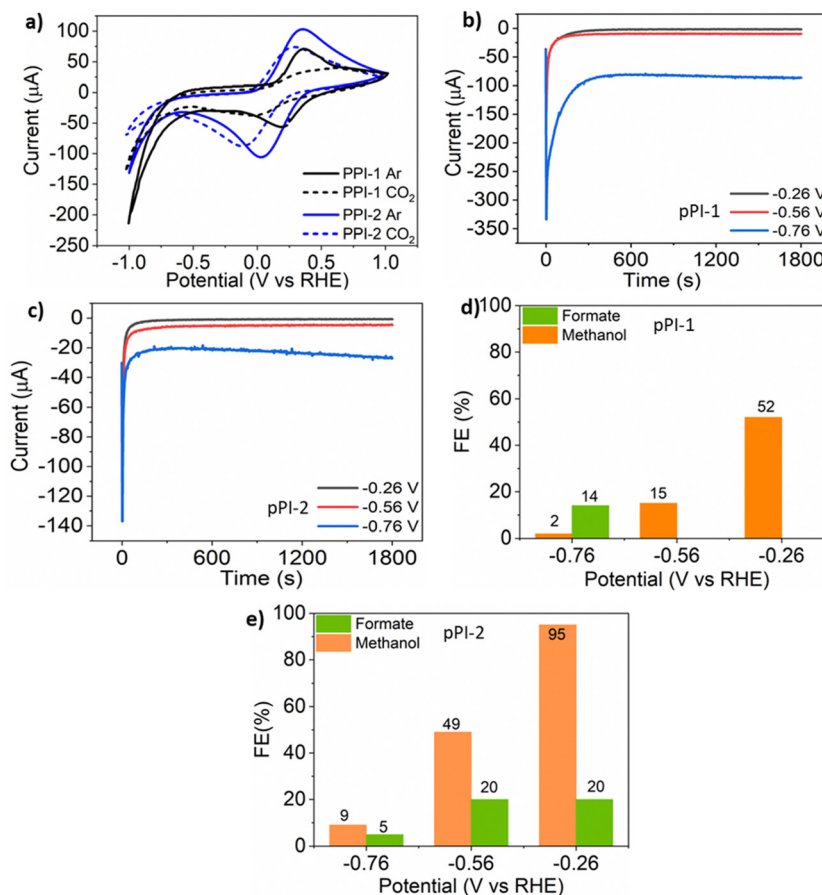 a)
100
50
0
-50
-100
-150
-200
-250
Current (µA)
PPI-1 Ar
PPI-1 CO₂
PPI-2 Ar
PPI-2 CO₂
-1.0 -0.5 0.0 0.5 1.0
Potential (V vs RHE)
b)
0
-50
-100
-150
-200
-250
-300
-350
Current (µA)
pPI-1
-0.26 V
-0.56 V
-0.76 V
0 600 1200 1800
Time (s)
c)
0
-20
-40
-60
-80
-100
-120
-140
Current (µA)
pPI-2
-0.26 V
-0.56 V
-0.76 V
0 600 1200 1800
Time (s)
d)
100
80
60
40
20
0
FE (%)
Formate
Methanol
pPI-1
2 14 15 52
-0.76 -0.56 -0.26
Potential (V vs RHE)
e)
100
80
60
40
20
0
FE(%)
Formate
Methanol
pPI-2
9 5 49 20 95 20
-0.76 -0.56 -0.26
Potential (V vs RHE)